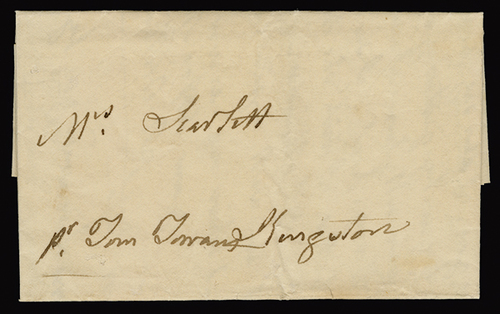 Mrs. Scarlett
pr. Tom Kingston